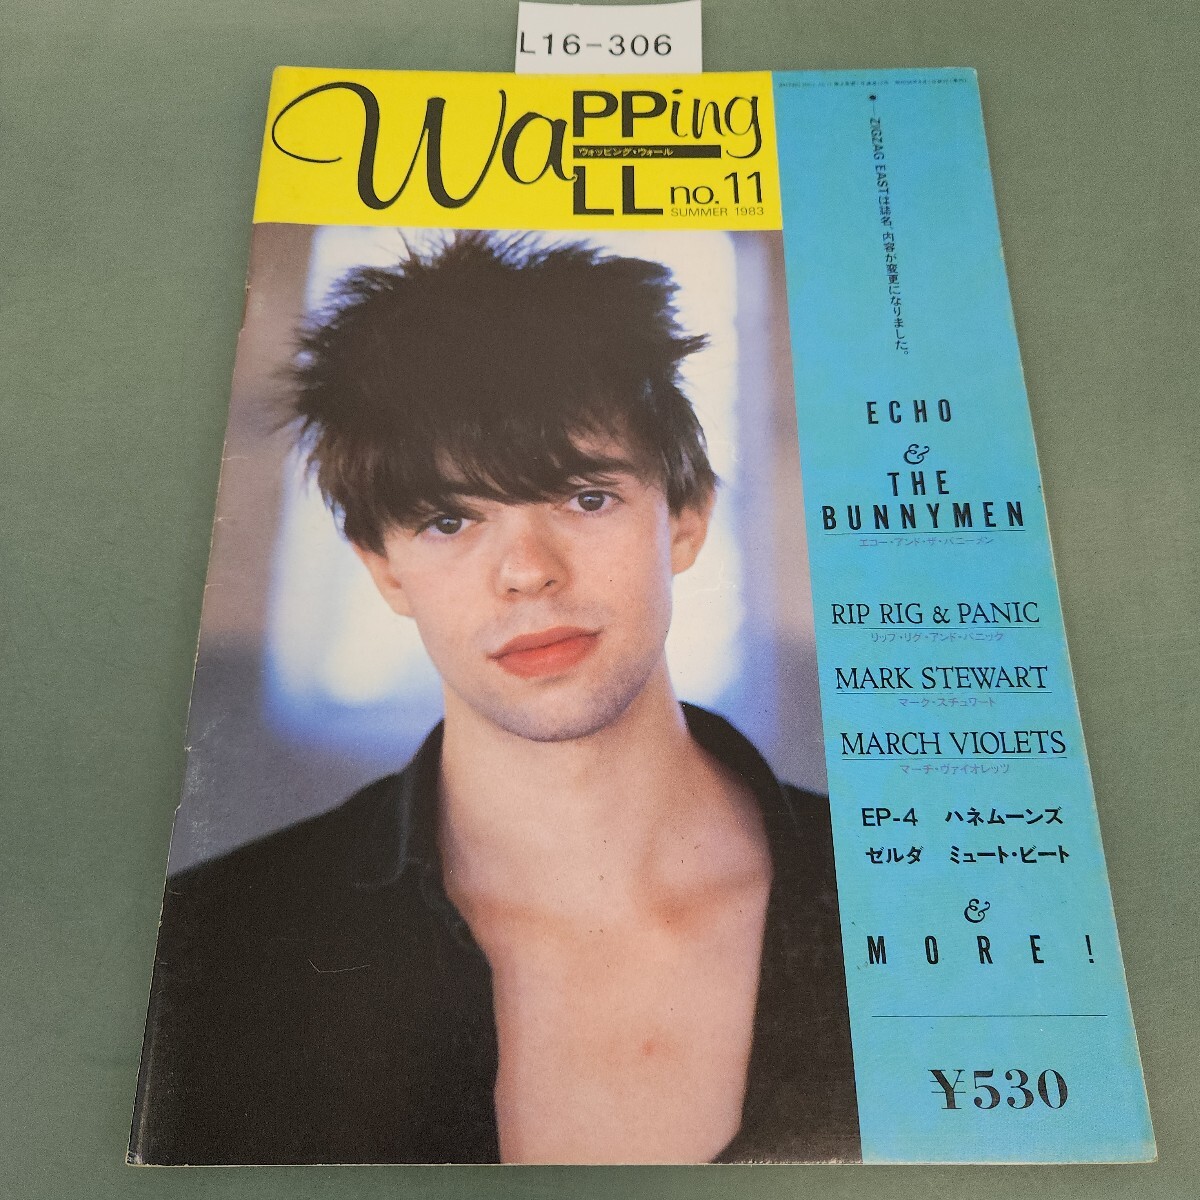 L16-306
WaPPing
ウォッピング・ウォール
WaLL no.11
SUMMER 1983
●—ZIGZAG EASTは誌名、内容が変更になりました。
ECHO
&
THE
BUNNYMEN
エコー・アンド・ザ・バニーメン
RIP RIG & PANIC
リップ・リグ・アンド・パニック
MARK STEWART
マーク・スチュワート
MARCH VIOLETS
マーチ・ヴァイオレッツ
EP-4 ハネムーンズ
ゼルダ ミュート・ビート
&
MORE!
¥530